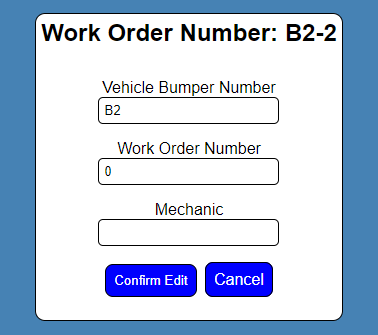 Work Order Number: B2-2
Vehicle Bumper Number
B2
Work Order Number
0
Mechanic
Confirm Edit Cancel